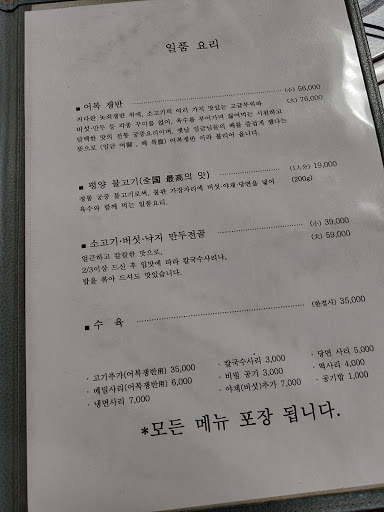 일품 요리
■ 어복 쟁반 (小) 56,000
커다란 놋쇠쟁반 위에, 소고기의 여러 가지 맛있는 고급부위와 (大) 76,000
버섯·만두 등 각종 꾸미를 얹어, 육수를 부어가며 끓여먹는 시원하고
담백한 맛의 전통 궁중요리이며, 옛날 임금님들의 배를 즐겁게 했다는
뜻으로 (임금 어御, 배 복腹) 어복쟁반 이라 불리어 옵니다.
■ 평양 불고기(全国 最高의 맛) (1人分) 19,000
정통 궁중 불고기로써, 불판 가장자리에 버섯·야채·당면을 넣어 (200g)
육수와 함께 먹는 일품요리.
■ 소고기·버섯·낙지 만두전골 (小) 39,000
얼큰하고 칼칼한 맛으로, (大) 59,000
2/3이상 드신 후 입맛에 따라 칼국수사리나,
밥을 볶아 드셔도 맛있습니다.
■ 수 육 (한접시) 35,000
· 고기추가(어복쟁반用) 35,000 · 칼국수사리 3,000 · 당면 사리 5,000
· 메밀사리(어복쟁반用) 6,000 · 비빔 공기 3,000 · 떡사리 4,000
· 냉면사리 7,000 · 야채(버섯)추가 7,000 · 공기밥 1,000
*모든 메뉴 포장 됩니다.